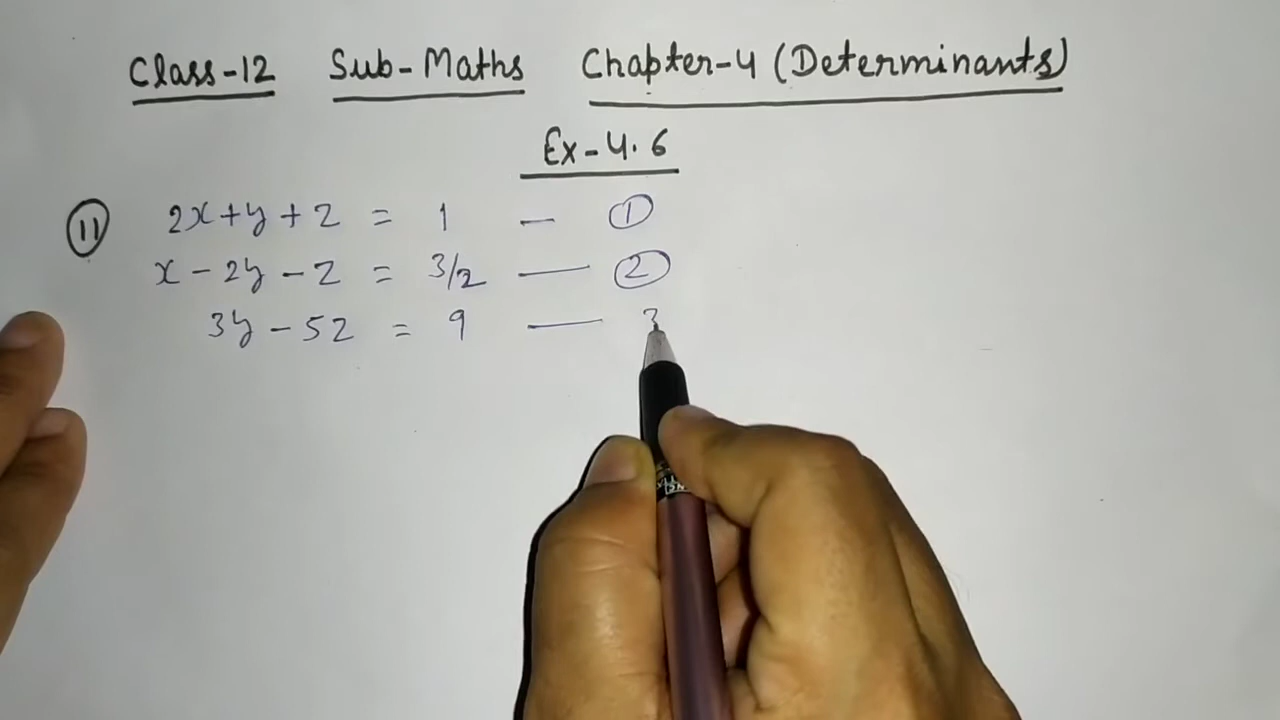 Class-12 Sub-Maths Chapter-4 (Determinants)
Ex-4.6
11 2x+y+z = 1 — 1
x-2y-z = 3/2 — 2
3y-5z = 9 — 3